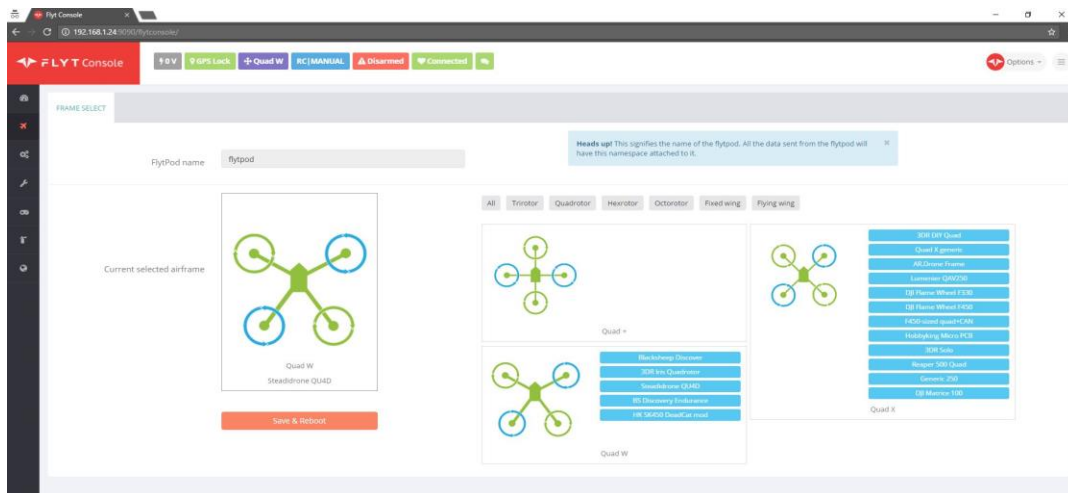 Flyt Console
192.168.1.24:9090/flytconsole/
FLYT Console
0 V
GPS Lock
Quad W
RC|MANUAL
Disarmed
Connected
Options
FRAME SELECT
FlytPod name
flytpod
Heads up! This signifies the name of the flytpod. All the data sent from the flytpod will
have this namespace attached to it.
Current selected airframe
Quad W
Steadidrone QU4D
Save & Reboot
All
Trirotor
Quadrotor
Hexrotor
Octorotor
Fixed wing
Flying wing
Quad +
Blacksheep Discover
3DR Iris Quadrotor
Steadidrone QU4D
BS Discovery Endurance
HK SK450 DeadCat mod
Quad W
3DR DIY Quad
Quad X generic
AR.Drone Frame
Lumenier QAV250
DJI Flame Wheel F330
DJI Flame Wheel F450
F450-sized quad+CAN
Hobbyking Micro PCB
3DR Solo
Reaper 500 Quad
Generic 250
DJI Matrice 100
Quad X